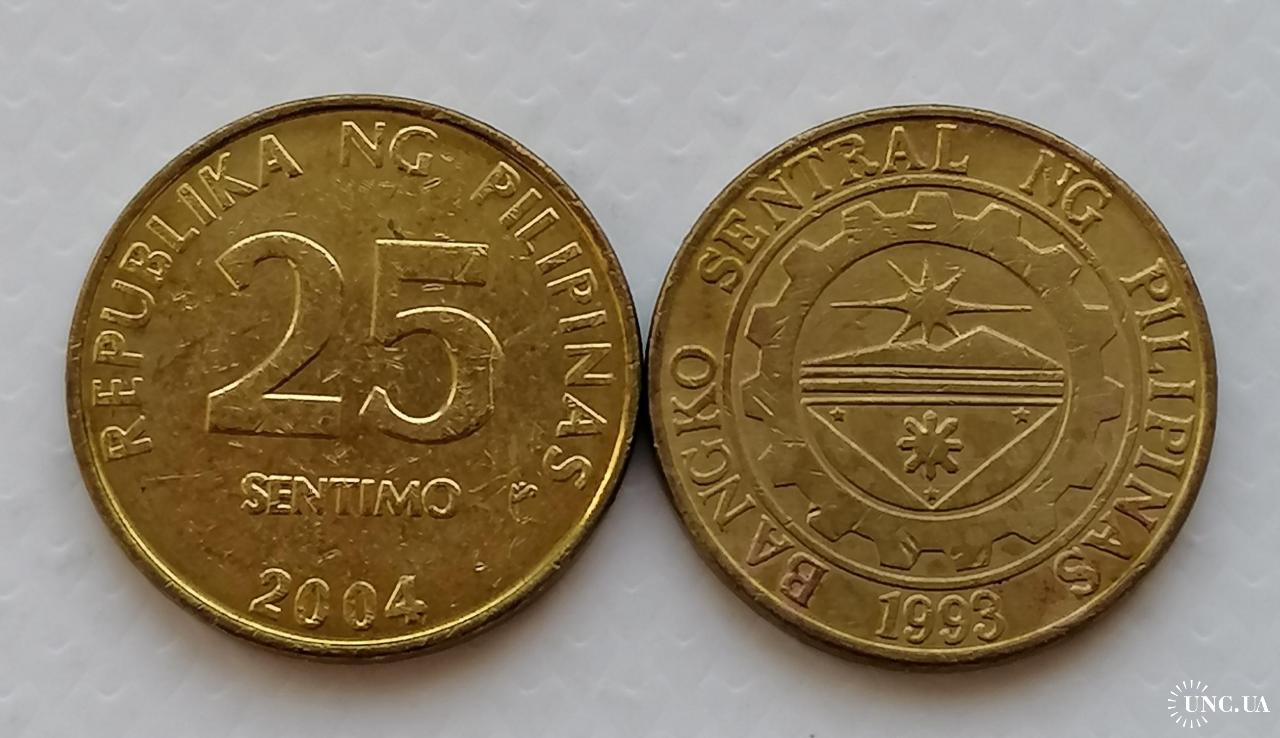 REPUBLIKA NG PILIPINAS
25
SENTIMO
2004
BANGKO SENTRAL NG PILIPINAS
1993
UNC.UA